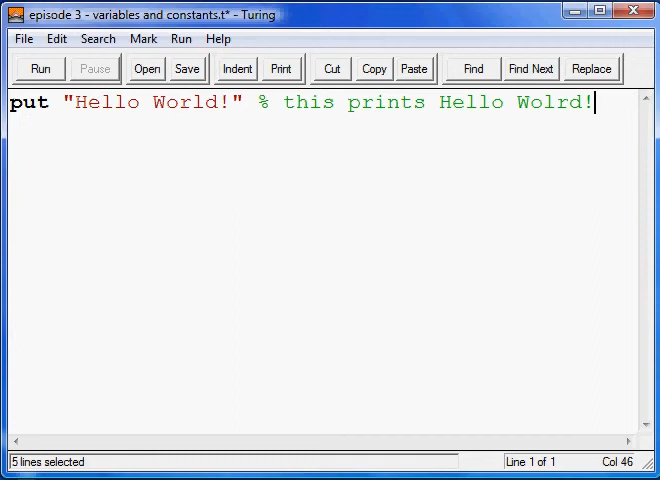 episode 3 - variables and constants.t* - Turing
File Edit Search Mark Run Help
Run Pause Open Save Indent Print Cut Copy Paste Find Find Next Replace
put "Hello World!" % this prints Hello Wolrd!
5 lines selected Line 1 of 1 Col 46